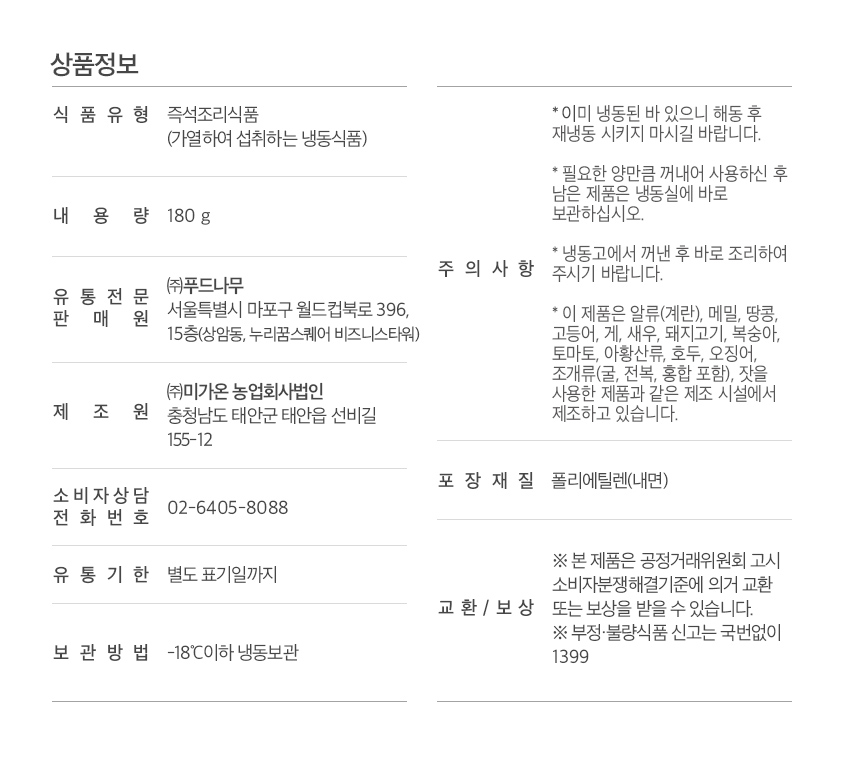 상품정보
식 품 유 형
즉석조리식품
(가열하여 섭취하는 냉동식품)
내 용 량
180 g
유 통 전 문
판 매 원
㈜푸드나무
서울특별시 마포구 월드컵북로 396,
15층(상암동, 누리꿈스퀘어 비즈니스타워)
제 조 원
㈜미가온 농업회사법인
충청남도 태안군 태안읍 선비길
155-12
소 비 자 상 담
전 화 번 호
02-6405-8088
유 통 기 한
별도 표기일까지
보 관 방 법
-18℃이하 냉동보관
주 의 사 항
* 이미 냉동된 바 있으니 해동 후
재냉동 시키지 마시길 바랍니다.
* 필요한 양만큼 꺼내어 사용하신 후
남은 제품은 냉동실에 바로
보관하십시오.
* 냉동고에서 꺼낸 후 바로 조리하여
주시기 바랍니다.
* 이 제품은 알류(계란), 메밀, 땅콩,
고등어, 게, 새우, 돼지고기, 복숭아,
토마토, 아황산류, 호두, 오징어,
조개류(굴, 전복, 홍합 포함), 잣을
사용한 제품과 같은 제조 시설에서
제조하고 있습니다.
포 장 재 질
폴리에틸렌(내면)
교 환 / 보 상
※ 본 제품은 공정거래위원회 고시
소비자분쟁해결기준에 의거 교환
또는 보상을 받을 수 있습니다.
※ 부정·불량식품 신고는 국번없이
1399